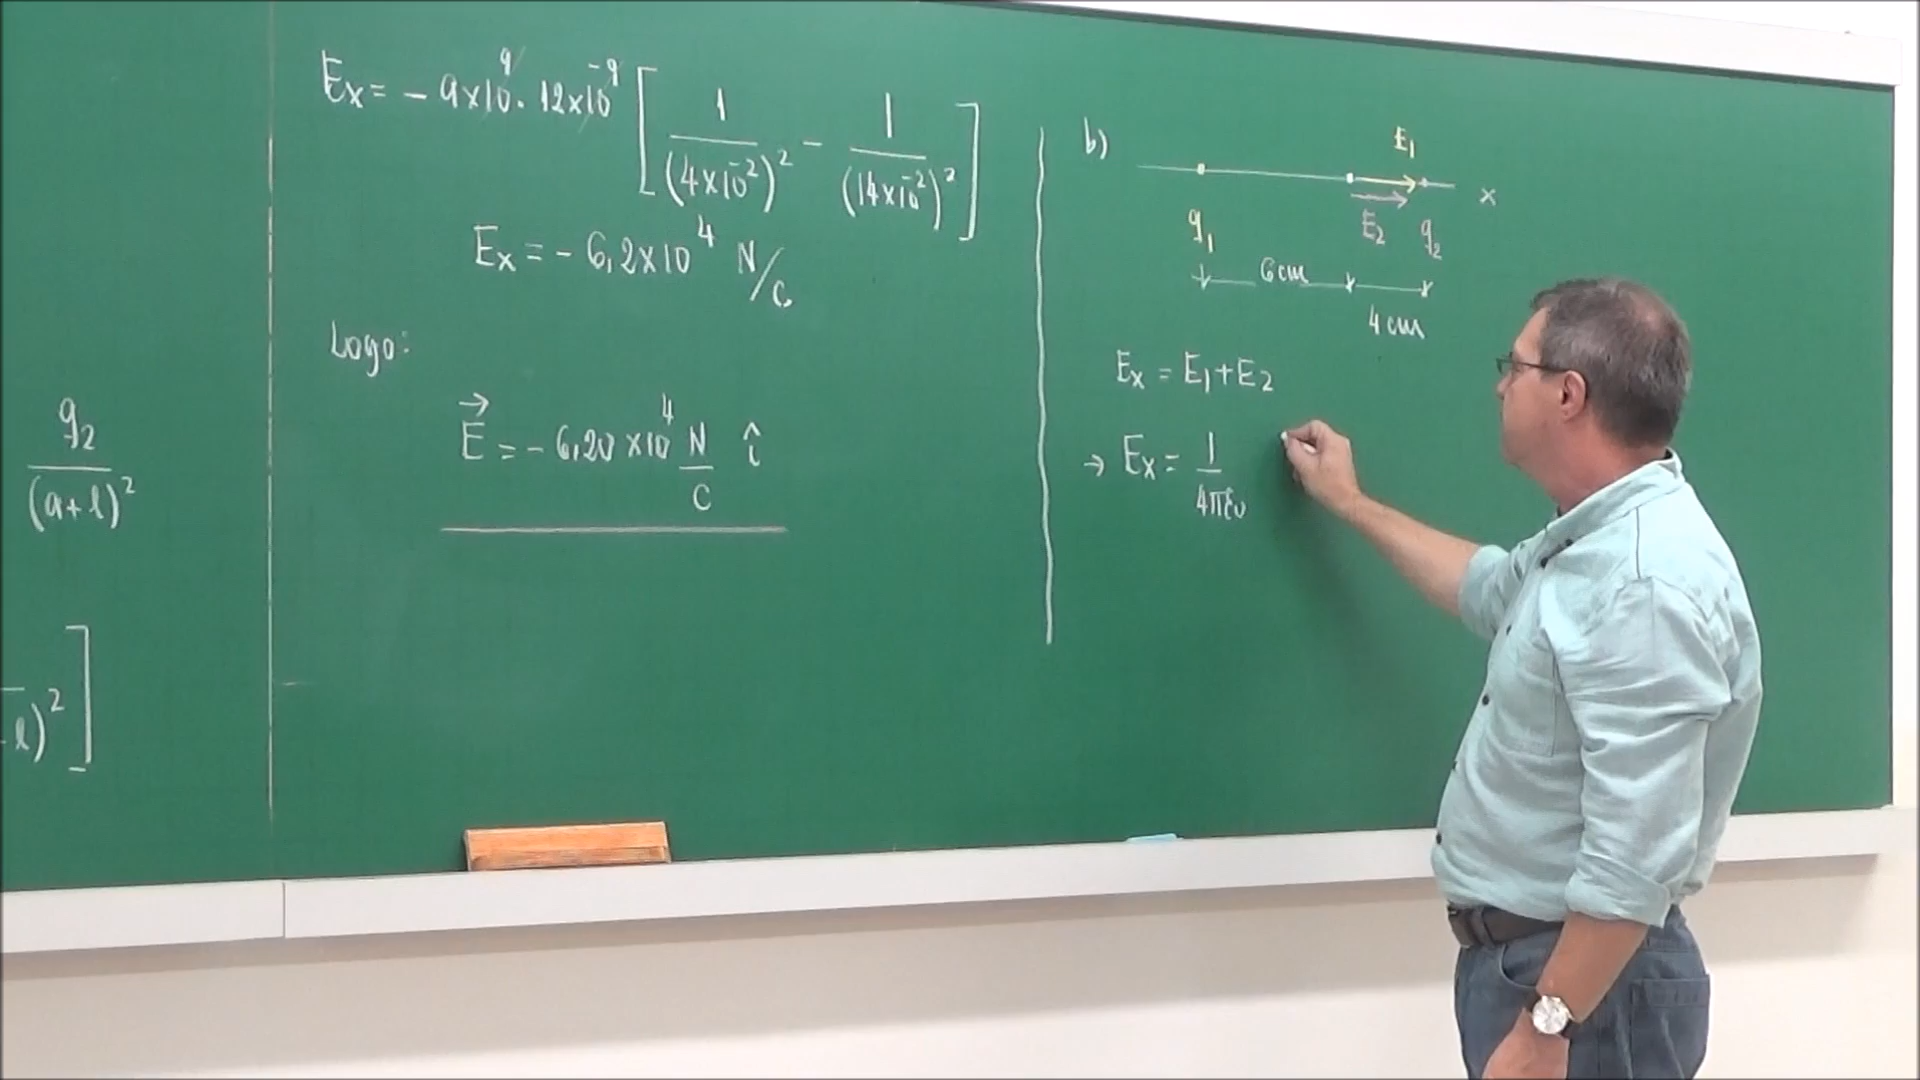 q₂
(a+l)²
l)² ]
Ex = - 9x10⁹ . 12x10⁻⁹ [ 1/(4x10⁻²)² - 1/(14x10⁻²)² ]
Ex = - 6,2x10⁴ N/C
Logo:
E⃗ = - 6,20 x10⁴ N/C î
b)
E₁
x
q₁ E₂ q₂
6cm
4cm
Ex = E₁+E₂
→ Ex = 1/4πε₀